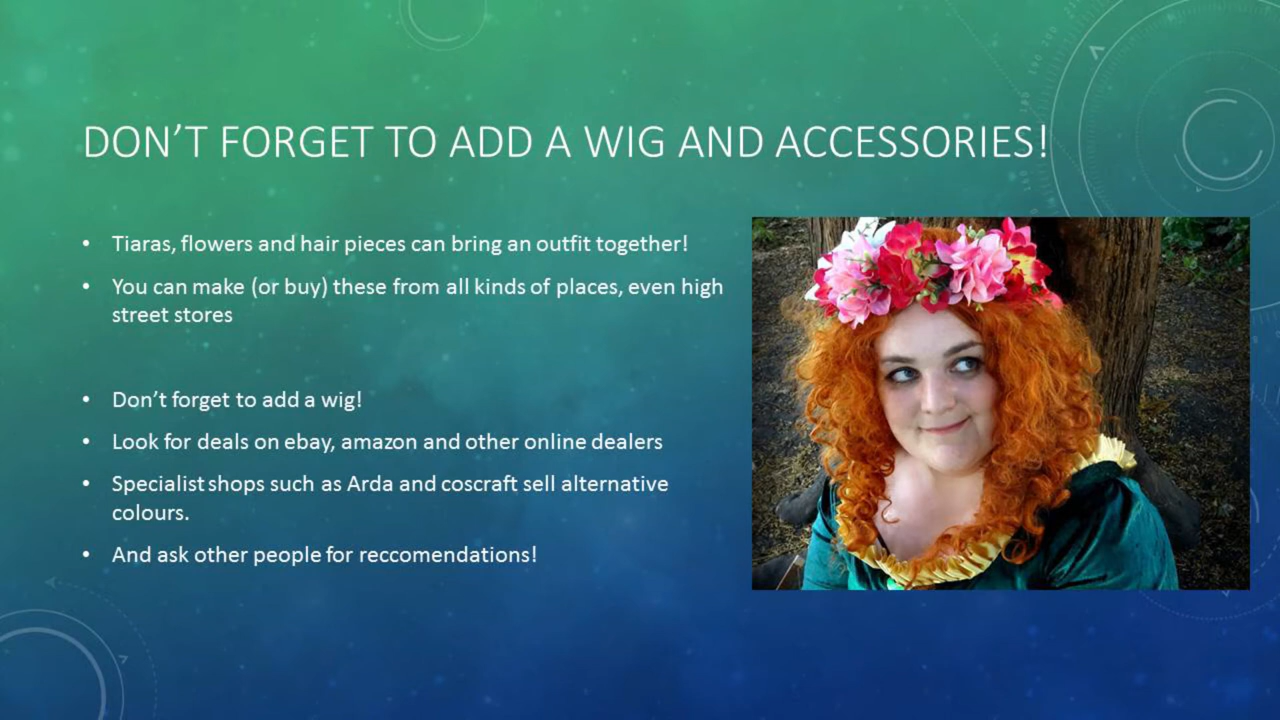 DON'T FORGET TO ADD A WIG AND ACCESSORIES!
• Tiaras, flowers and hair pieces can bring an outfit together!
• You can make (or buy) these from all kinds of places, even high
street stores
• Don't forget to add a wig!
• Look for deals on ebay, amazon and other online dealers
• Specialist shops such as Arda and coscraft sell alternative
colours.
• And ask other people for reccomendations!